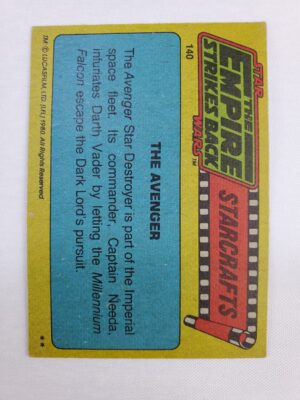 STAR
THE
EMPIRE
STRIKES BACK
WARS™
STARCRAFTS
140
THE AVENGER
The Avenger Star Destroyer is part of the Imperial
space fleet. Its commander, Captain Needa,
infuriates Darth Vader by letting the Millennium
Falcon escape the Dark Lord's pursuit.
TM: © LUCASFILM, LTD. (LFL) 1980. All Rights Reserved
**